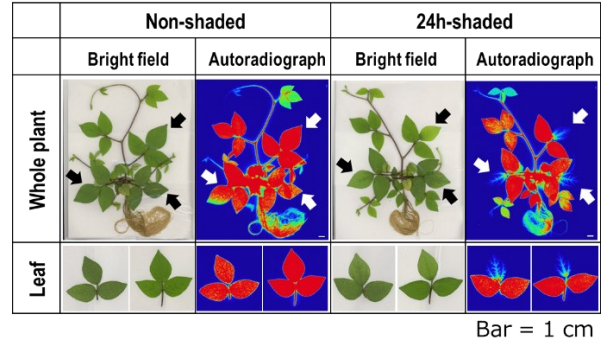 Non-shaded 24h-shaded
Bright field Autoradiograph Bright field Autoradiograph
Whole plant
Leaf
Bar = 1 cm